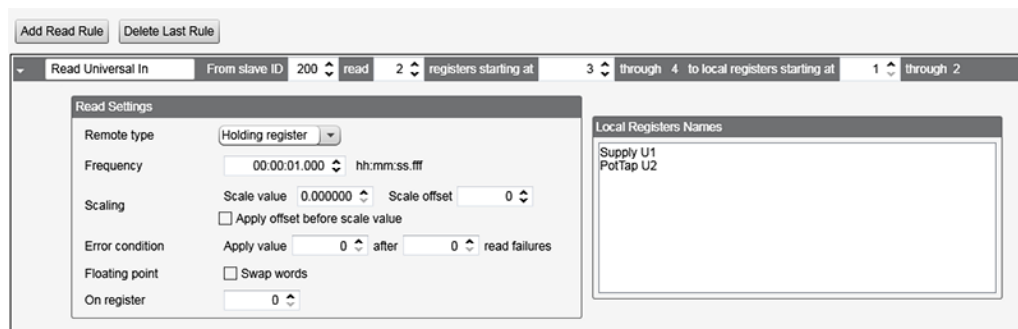 Add Read Rule Delete Last Rule
Read Universal In From slave ID 200 read 2 registers starting at 3 through 4 to local registers starting at 1 through 2
Read Settings
Remote type Holding register
Frequency 00:00:01.000 hh:mm:ss.fff
Scaling Scale value 0.000000 Scale offset 0
Apply offset before scale value
Error condition Apply value 0 after 0 read failures
Floating point Swap words
On register 0
Local Registers Names
Supply U1
PotTap U2